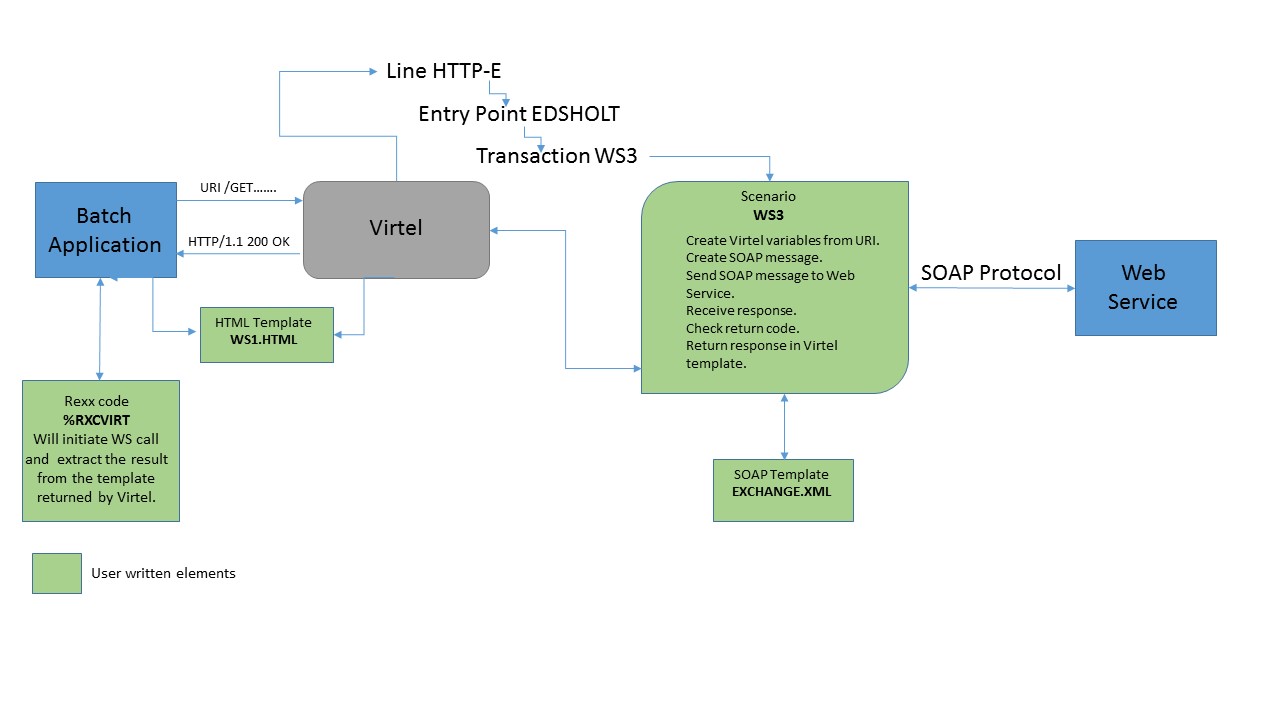 Line HTTP-E
Entry Point EDSHOLT
Transaction WS3
Batch
Application
URI /GET.......
HTTP/1.1 200 OK
Virtel
HTML Template
WS1.HTML
Rexx code
%RXCVIRT
Will initiate WS call
and extract the result
from the template
returned by Virtel.
Scenario
WS3
Create Virtel variables from URI.
Create SOAP message.
Send SOAP message to Web
Service.
Receive response.
Check return code.
Return response in Virtel
template.
SOAP Protocol
Web
Service
SOAP Template
EXCHANGE.XML
User written elements